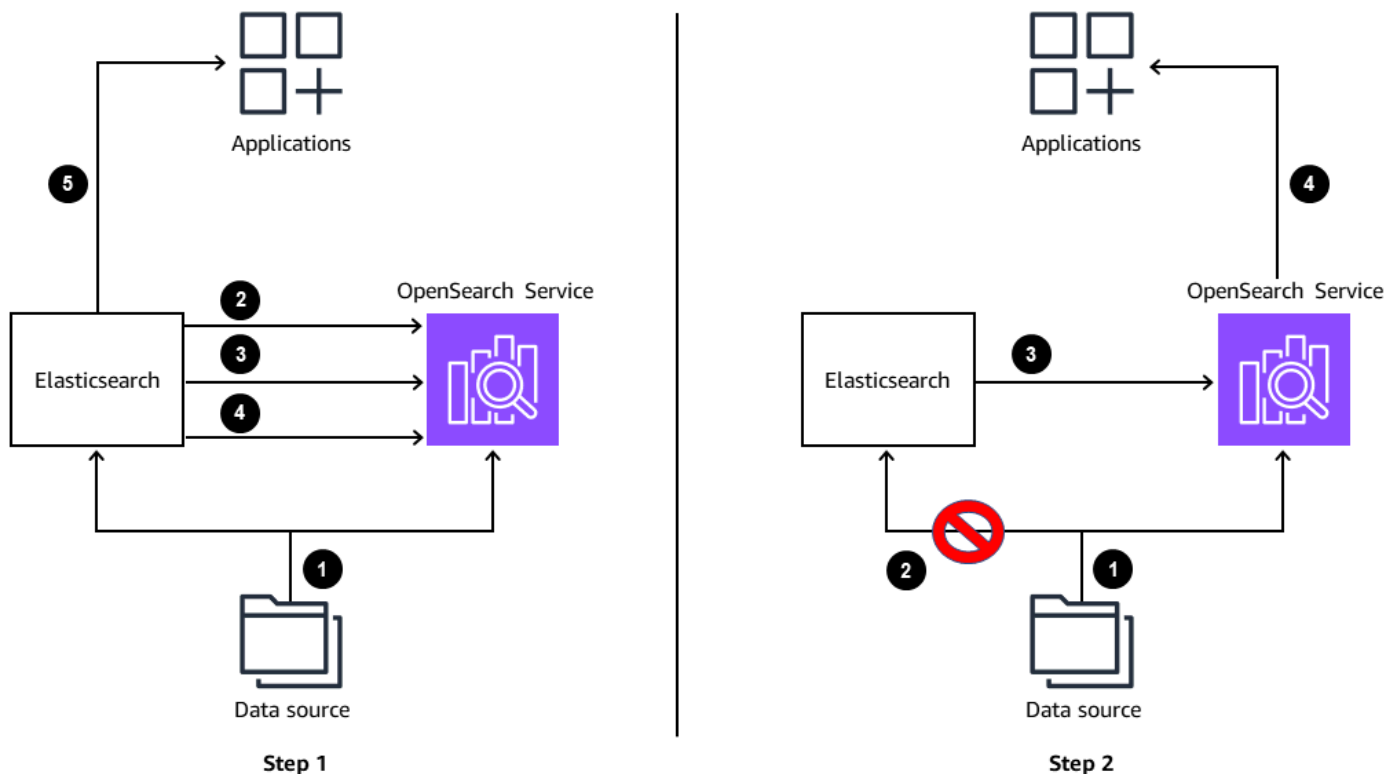 Applications
5
2
OpenSearch Service
3
Elasticsearch
4
1
Data source
Step 1
Applications
4
OpenSearch Service
3
Elasticsearch
2
1
Data source
Step 2